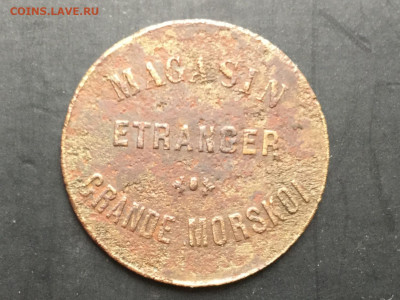 COINS.LAVE.RU
MAGASIN
ETRANGER
GRANDE MORSKOI